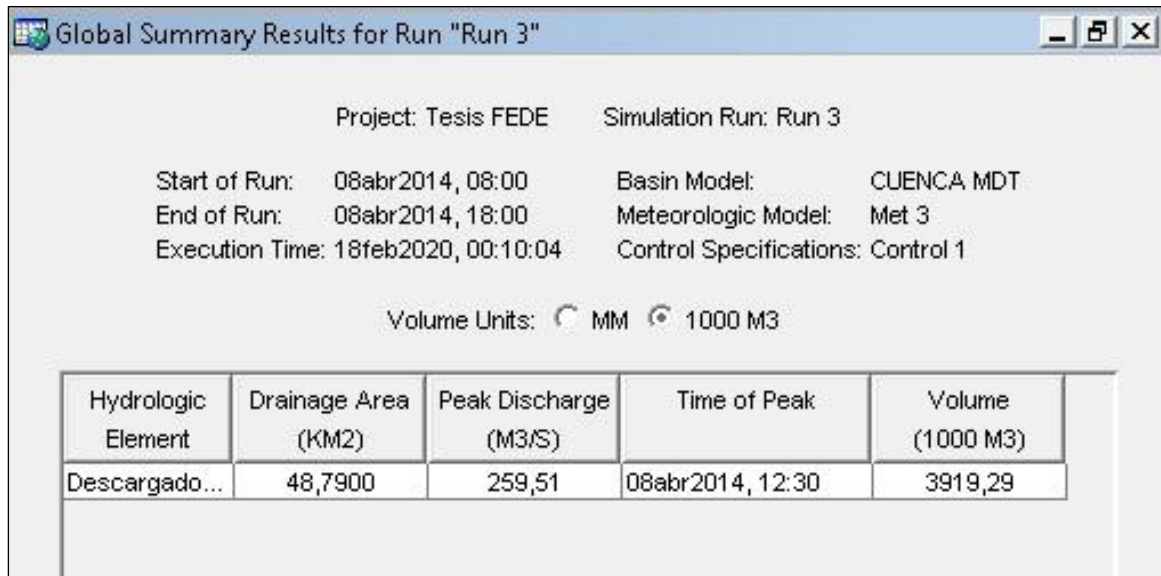 Global Summary Results for Run "Run 3"
Project: Tesis FEDE Simulation Run: Run 3
Start of Run: 08abr2014, 08:00 Basin Model: CUENCA MDT
End of Run: 08abr2014, 18:00 Meteorologic Model: Met 3
Execution Time: 18feb2020, 00:10:04 Control Specifications: Control 1
Volume Units: MM 1000 M3
Hydrologic Element Drainage Area (KM2) Peak Discharge (M3/S) Time of Peak Volume (1000 M3)
Descargado... 48,7900 259,51 08abr2014, 12:30 3919,29